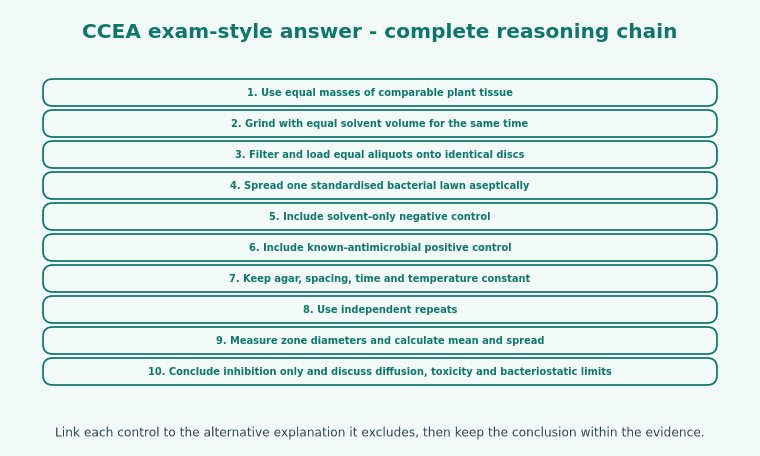 CCEA exam-style answer - complete reasoning chain
1. Use equal masses of comparable plant tissue
2. Grind with equal solvent volume for the same time
3. Filter and load equal aliquots onto identical discs
4. Spread one standardised bacterial lawn aseptically
5. Include solvent-only negative control
6. Include known-antimicrobial positive control
7. Keep agar, spacing, time and temperature constant
8. Use independent repeats
9. Measure zone diameters and calculate mean and spread
10. Conclude inhibition only and discuss diffusion, toxicity and bacteriostatic limits
Link each control to the alternative explanation it excludes, then keep the conclusion within the evidence.